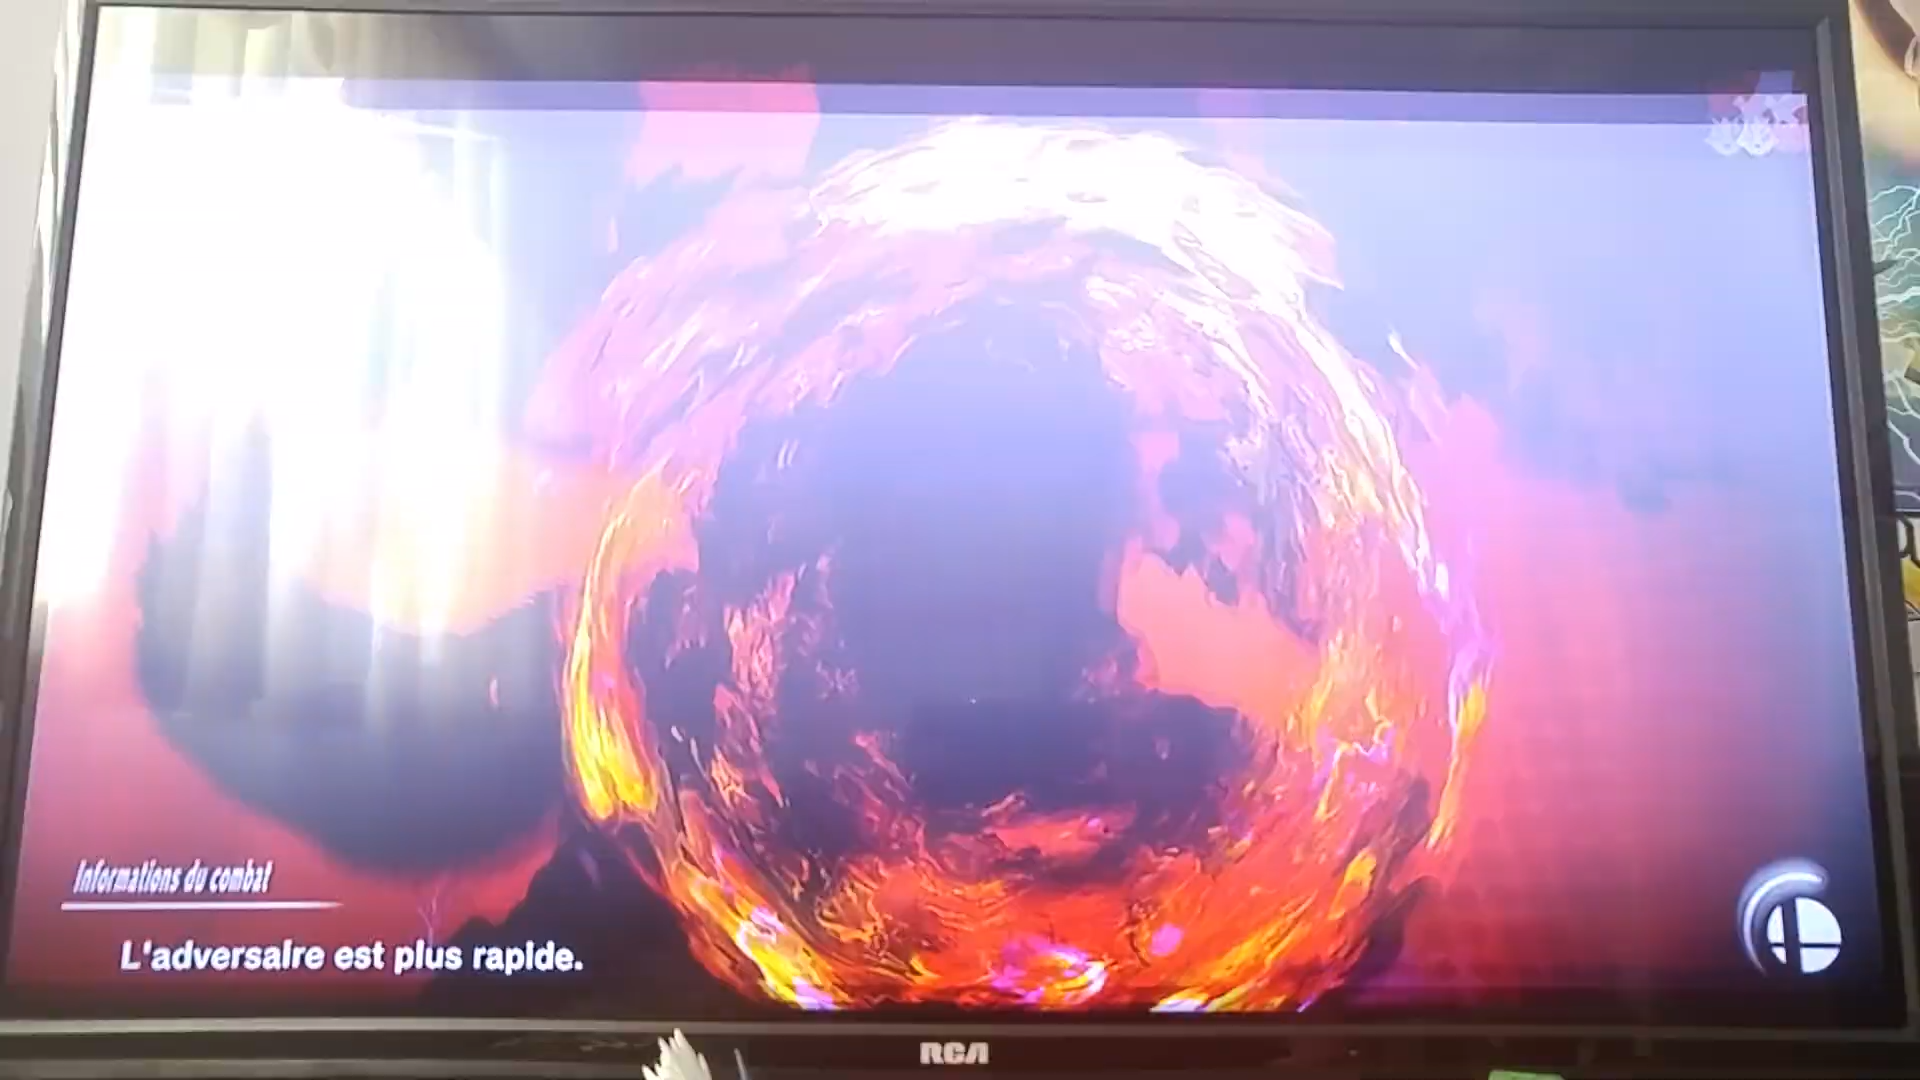 Informations du combat
L'adversaire est plus rapide.
RCA